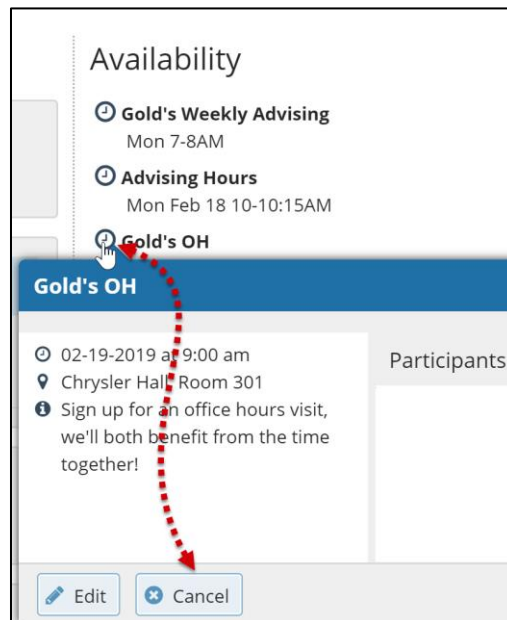 Availability
Gold's Weekly Advising
Mon 7-8AM
Advising Hours
Mon Feb 18 10-10:15AM
Gold's OH
Gold's OH
02-19-2019 at 9:00 am
Chrysler Hall, Room 301
Sign up for an office hours visit,
we'll both benefit from the time
together!
Participants
Edit
Cancel